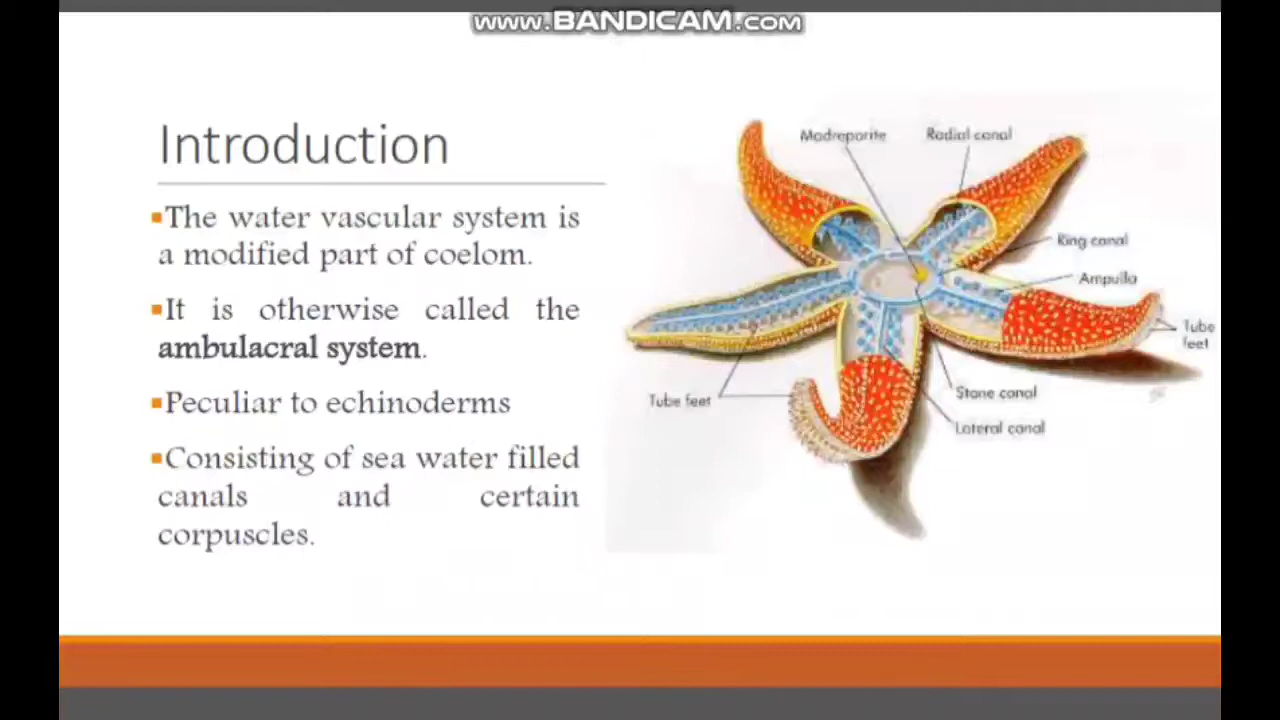 www.BANDICAM.com
Introduction
▪The water vascular system is
a modified part of coelom.
▪It is otherwise called the
ambulacral system.
▪Peculiar to echinoderms
▪Consisting of sea water filled
canals and certain
corpuscles.
Madreporite
Radial canal
Ring canal
Ampulla
Tube
feet
Tube feet
Stone canal
Lateral canal